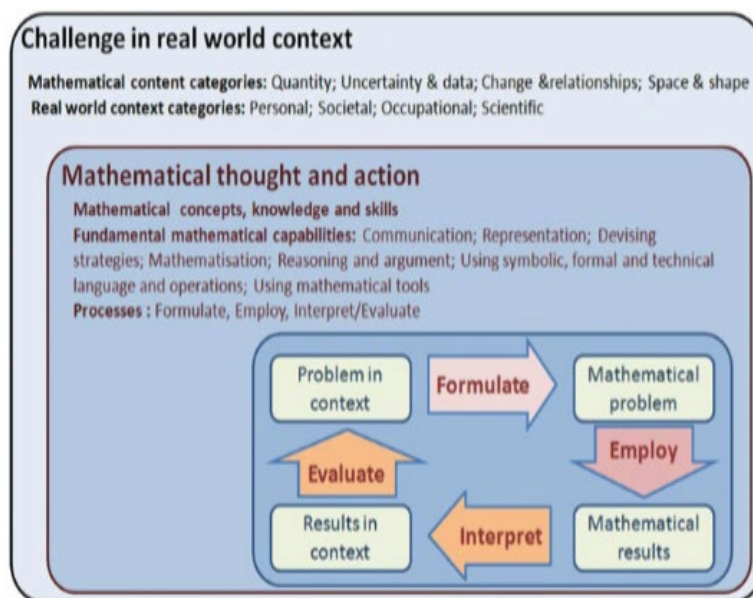 Challenge in real world context
Mathematical content categories: Quantity; Uncertainty & data; Change &relationships; Space & shape
Real world context categories: Personal; Societal; Occupational; Scientific
Mathematical thought and action
Mathematical concepts, knowledge and skills
Fundamental mathematical capabilities: Communication; Representation; Devising
strategies; Mathematisation; Reasoning and argument; Using symbolic, formal and technical
language and operations; Using mathematical tools
Processes : Formulate, Employ, Interpret/Evaluate
Problem in
context
Formulate
Mathematical
problem
Employ
Evaluate
Results in
context
Interpret
Mathematical
results